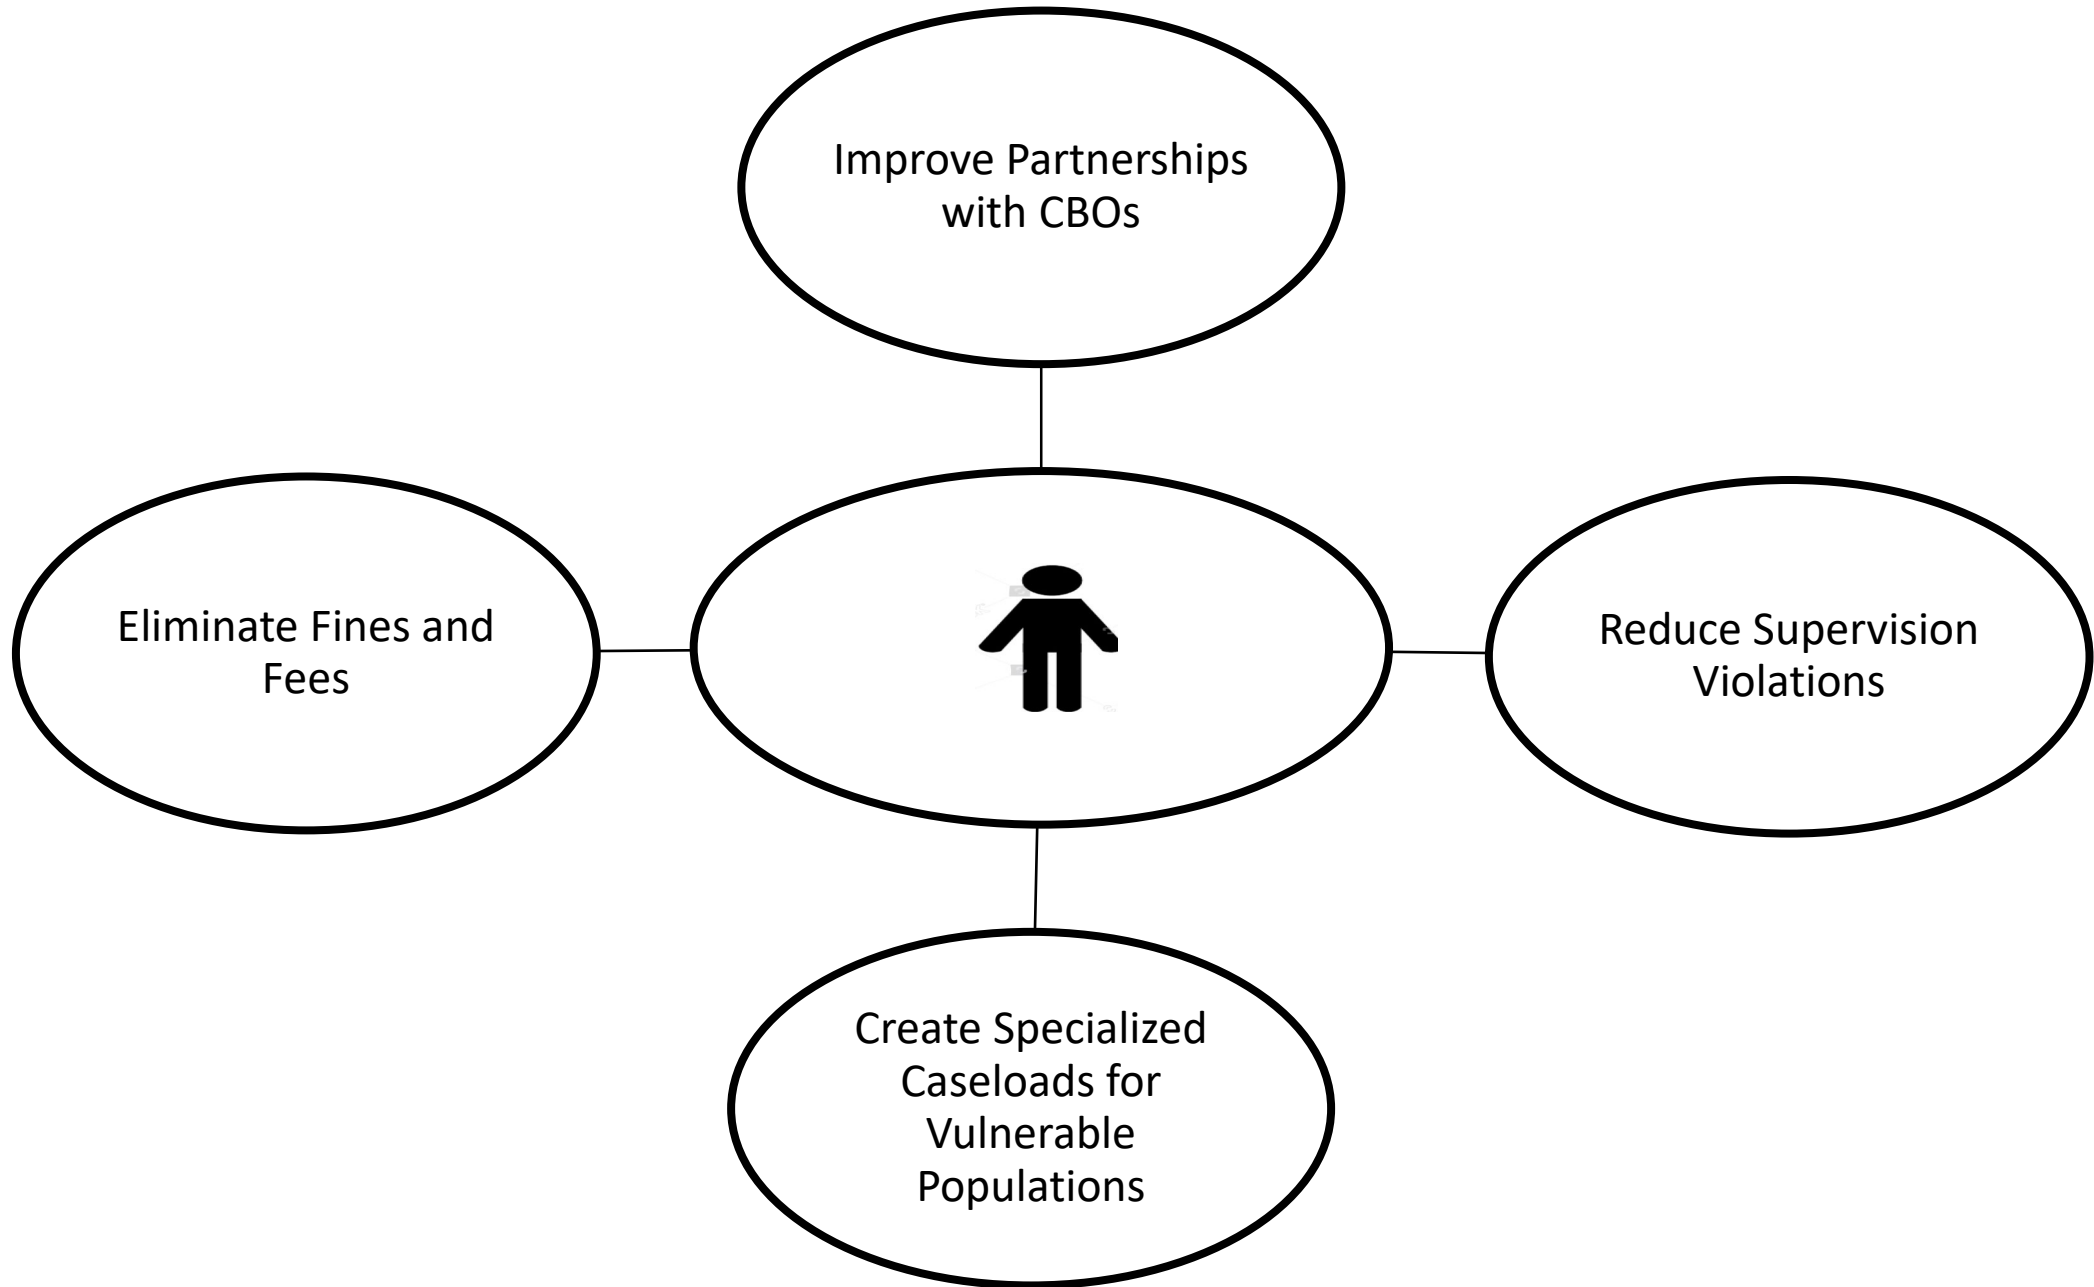 Improve Partnerships
with CBOs
Eliminate Fines and
Fees
Reduce Supervision
Violations
Create Specialized
Caseloads for
Vulnerable
Populations